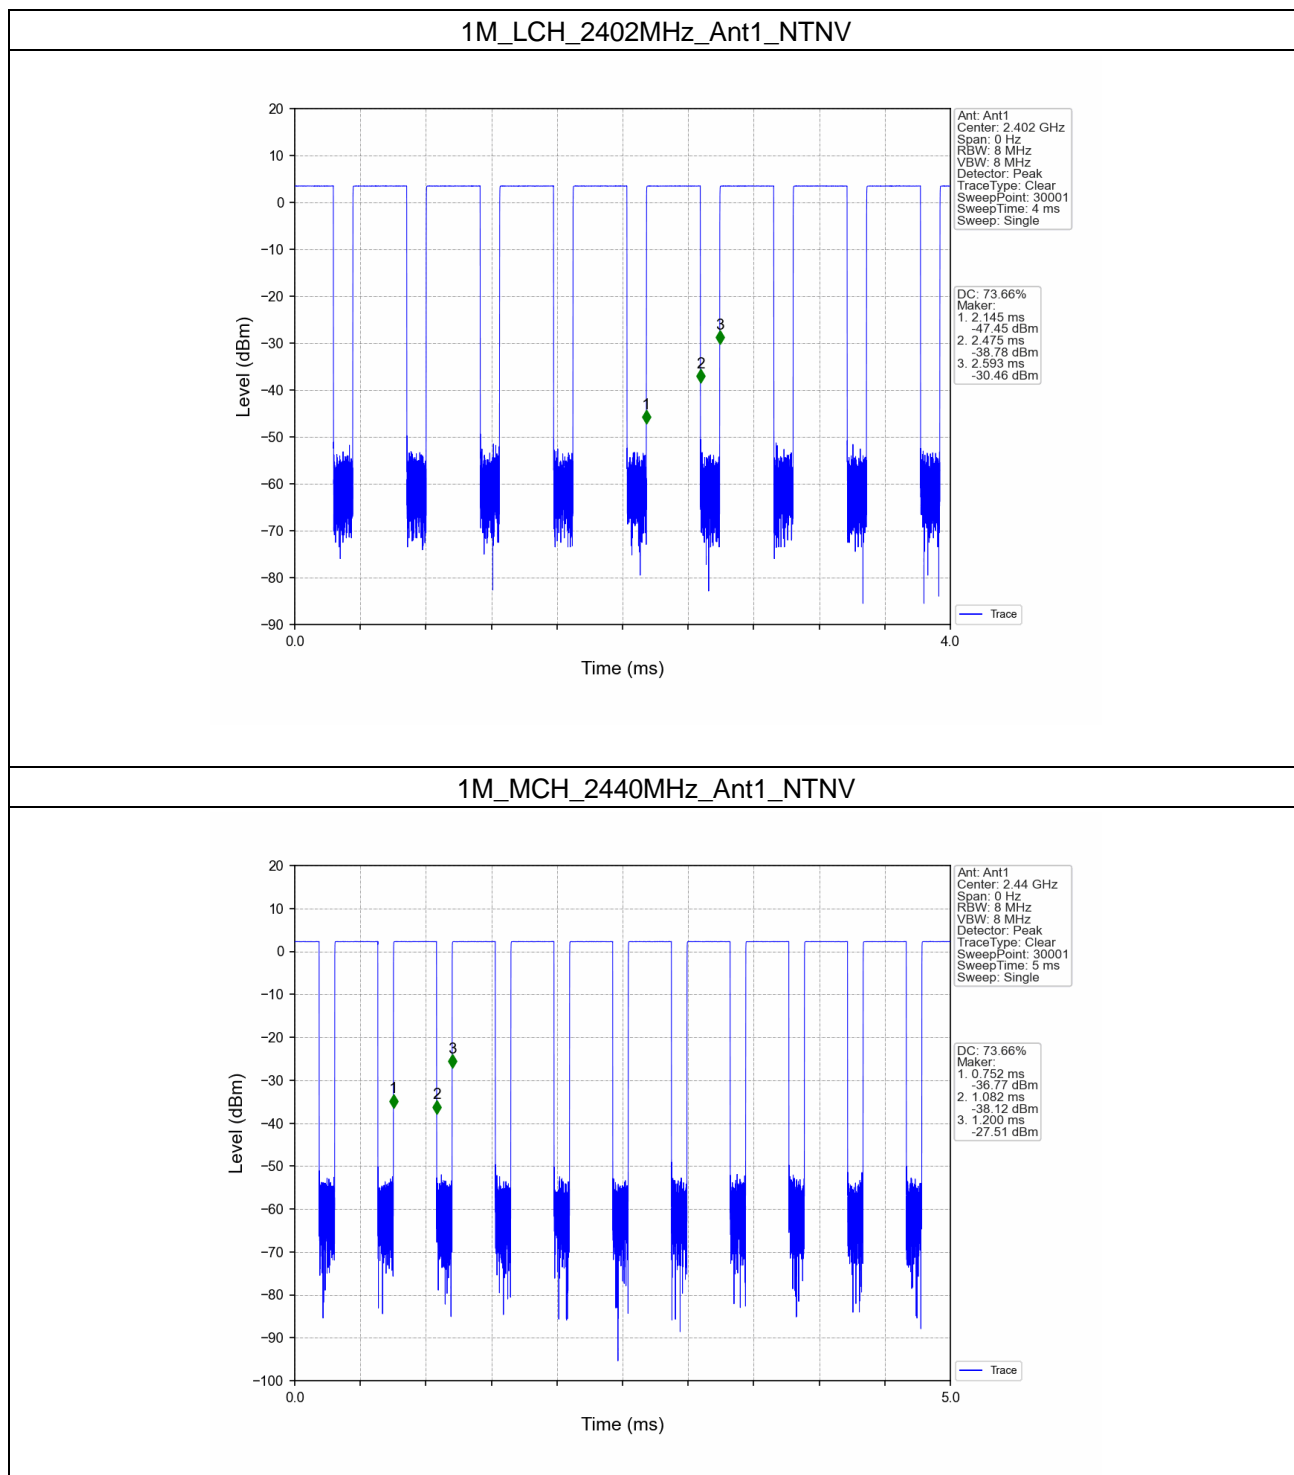 1M_LCH_2402MHz_Ant1_NTNV
20
10
0
−10
−20
−30
−40
−50
−60
−70
−80
−90
Level (dBm)
0.0
4.0
Time (ms)
1
2
3
Ant: Ant1
Center: 2.402 GHz
Span: 0 Hz
RBW: 8 MHz
VBW: 8 MHz
Detector: Peak
TraceType: Clear
SweepPoint: 30001
SweepTime: 4 ms
Sweep: Single
DC: 73.66%
Maker:
1. 2.145 ms
-47.45 dBm
2. 2.475 ms
-38.78 dBm
3. 2.593 ms
-30.46 dBm
Trace
1M_MCH_2440MHz_Ant1_NTNV
20
10
0
−10
−20
−30
−40
−50
−60
−70
−80
−90
−100
Level (dBm)
0.0
5.0
Time (ms)
1
2
3
Ant: Ant1
Center: 2.44 GHz
Span: 0 Hz
RBW: 8 MHz
VBW: 8 MHz
Detector: Peak
TraceType: Clear
SweepPoint: 30001
SweepTime: 5 ms
Sweep: Single
DC: 73.66%
Maker:
1. 0.752 ms
-36.77 dBm
2. 1.082 ms
-38.12 dBm
3. 1.200 ms
-27.51 dBm
Trace